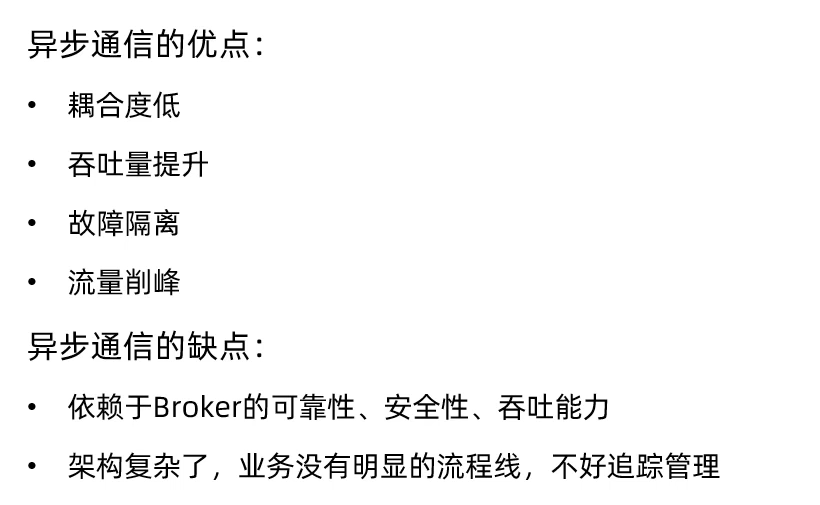 异步通信的优点：
• 耦合度低
• 吞吐量提升
• 故障隔离
• 流量削峰
异步通信的缺点：
• 依赖于Broker的可靠性、安全性、吞吐能力
• 架构复杂了，业务没有明显的流程线，不好追踪管理